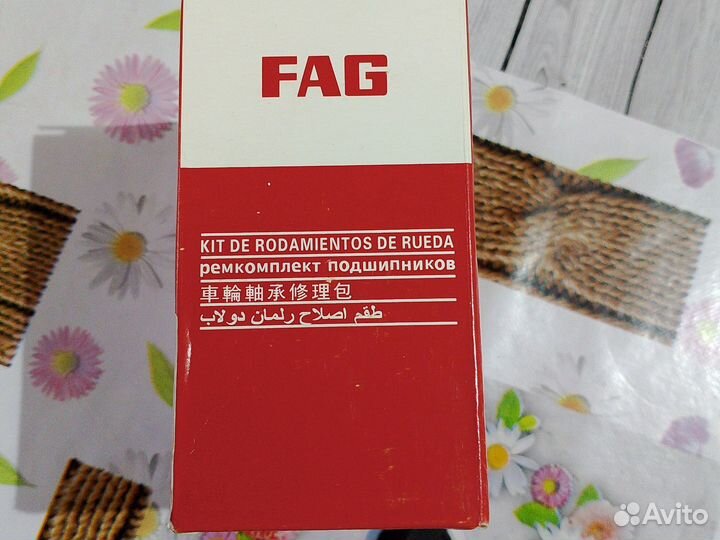 FAG
KIT DE RODAMIENTOS DE RUEDA
ремкомплект подшипников
車輪軸承修理包
طقم اصلاح رلمان دولاب
Avito